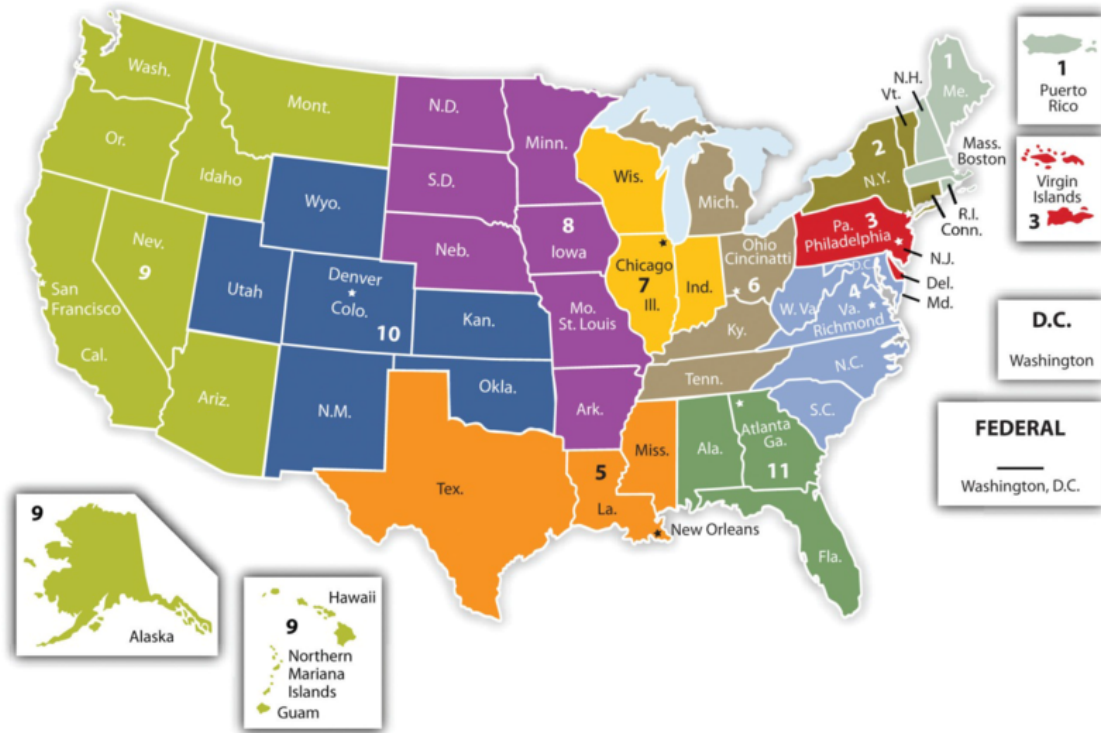 Wash.
Mont.
Or.
Idaho
Wyo.
Nev.
9
San
Francisco
Cal.
Utah
Denver
Colo.
10
Ariz.
N.M.
N.D.
S.D.
Neb.
Kan.
Okla.
Tex.
Minn.
8
Iowa
Mo.
St. Louis
Ark.
5
La.
New Orleans
Miss.
Wis.
Chicago
7
Ill.
Ind.
Mich.
Ohio
Cincinatti
6
Ky.
Tenn.
Ala.
Atlanta
Ga.
11
Fla.
W. Va
4
Va.
Richmond
D.C.
N.C.
S.C.
Pa.
3
Philadelphia
2
N.Y.
Vt.
N.H.
1
Me.
Mass.
Boston
R.I.
Conn.
N.J.
Del.
Md.
1
Puerto
Rico
Virgin
Islands
3
D.C.
Washington
FEDERAL
Washington, D.C.
9
Alaska
Hawaii
9
Northern
Mariana
Islands
Guam